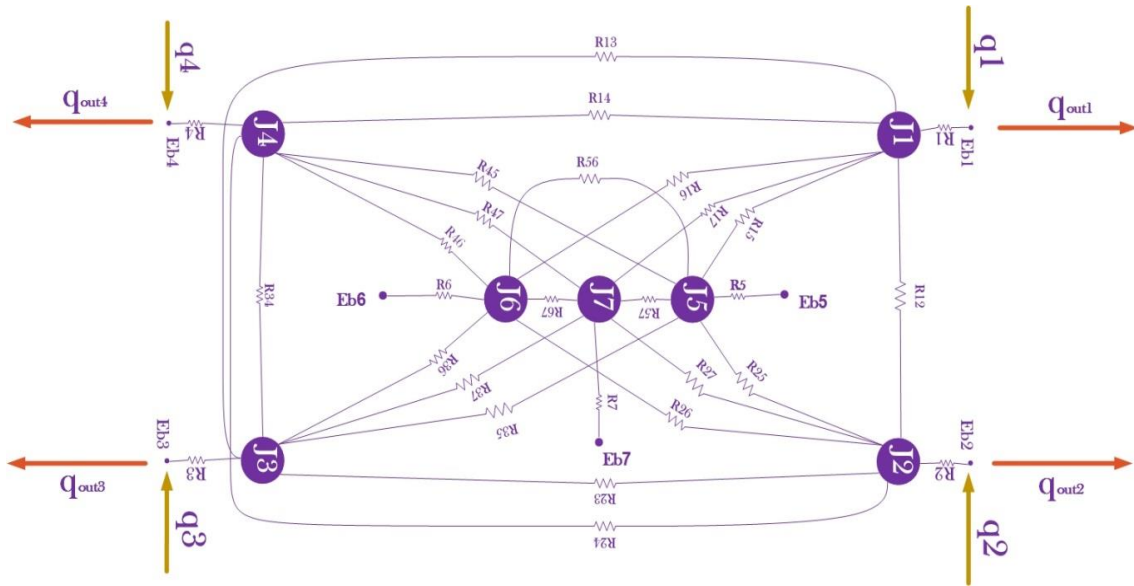 R13
q4
q1
qout4
R14
qout1
R4
J4
J1
R1
Eb4
Eb1
R45
R56
R16
R47
R17
R15
R46
R34
R6
R5
Eb6
J6
J7
J5
Eb5
R12
R67
R57
R36
R37
R35
R7
R27
R25
R26
Eb3
Eb7
Eb2
R3
J3
J2
R2
qout3
R23
qout2
q3
R24
q2